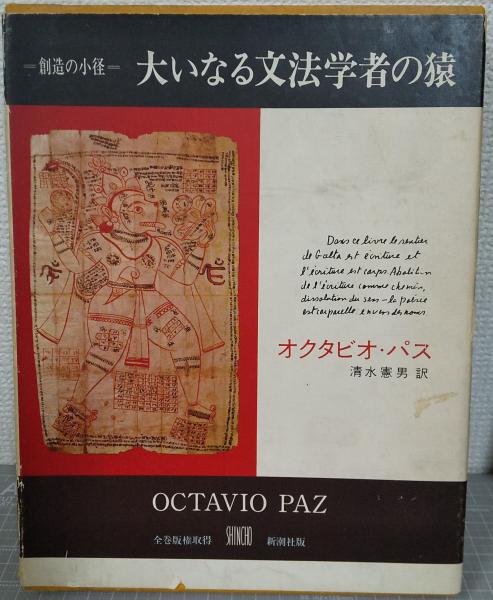 =創造の小径=
大いなる文法学者の猿
Dans ce livre le sentier
de Galta est écriture et
l'écriture est corps. Abolition
de l'écriture comme chemin,
dissolution du sens - la poésie
est corporelle envers des noms.
オクタビオ・パス
清水憲男 訳
OCTAVIO PAZ
全巻版権取得 SHINCHO 新潮社版